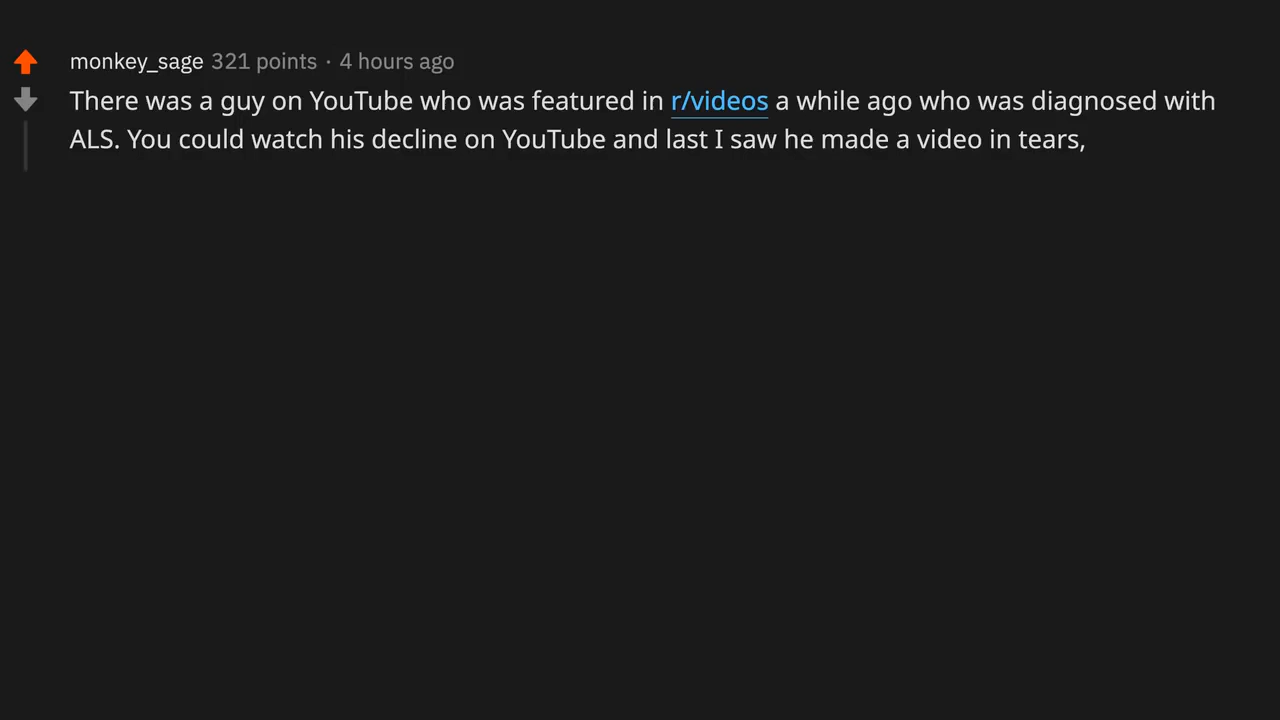 monkey_sage 321 points · 4 hours ago
There was a guy on YouTube who was featured in r/videos a while ago who was diagnosed with
ALS. You could watch his decline on YouTube and last I saw he made a video in tears,